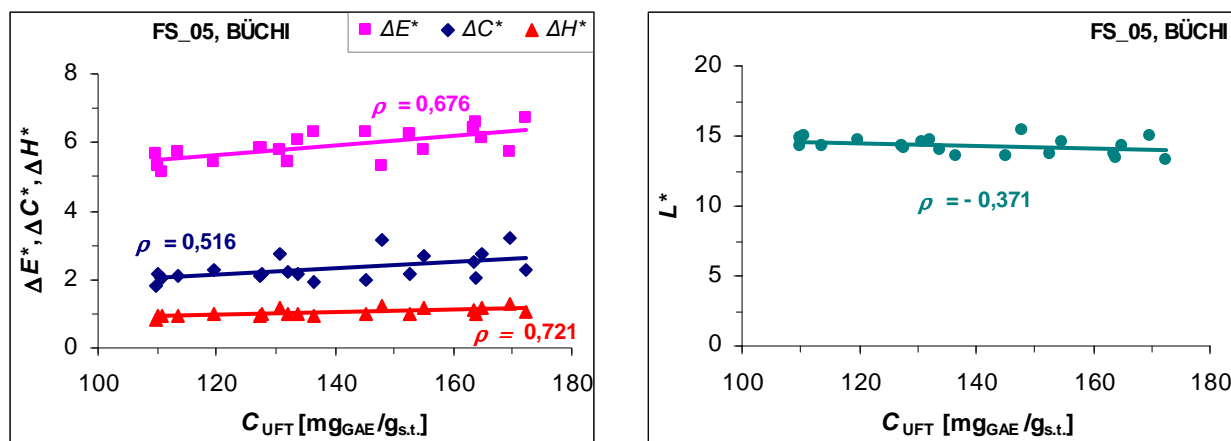 FS_05, BÜCHI
ΔE* ΔC* ΔH*
8
6
4
2
0
ρ = 0,676
ρ = 0,516
ρ = 0,721
ΔE*, ΔC*, ΔH*
100 120 140 160 180
C UFT [mgGAE/gs.t.]
FS_05, BÜCHI
20
15
10
5
0
ρ = - 0,371
L*
100 120 140 160 180
C UFT [mgGAE/gs.t.]